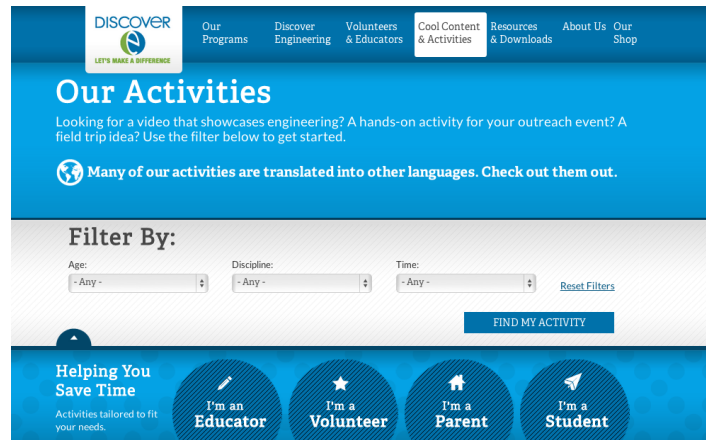 DISCOVER
e
LET'S MAKE A DIFFERENCE
Our
Programs
Discover
Engineering
Volunteers
& Educators
Cool Content
& Activities
Resources
& Downloads
About Us
Our
Shop
Our Activities
Looking for a video that showcases engineering? A hands-on activity for your outreach event? A
field trip idea? Use the filter below to get started.
Many of our activities are translated into other languages. Check out them out.
Filter By:
Age:
- Any -
Discipline:
- Any -
Time:
- Any -
Reset Filters
FIND MY ACTIVITY
Helping You
Save Time
Activities tailored to fit
your needs.
I'm an
Educator
I'm a
Volunteer
I'm a
Parent
I'm a
Student